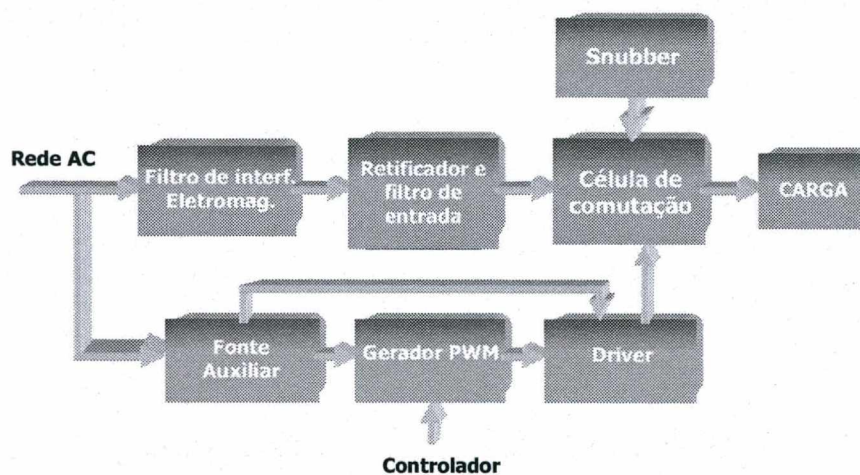 Snubber
Rede AC
Filtro de interf.
Eletromag.
Retificador e
filtro de
entrada
Célula de
comutação
CARGA
Fonte
Auxiliar
Gerador PWM
Driver
Controlador